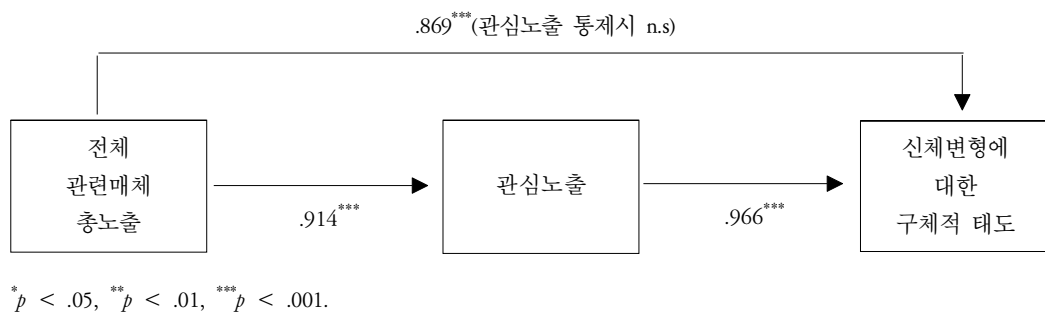 .869***(관심노출 통제시 n.s)
전체
관련매체
총노출
.914***
관심노출
.966***
신체변형에
대한
구체적 태도
*p < .05, **p < .01, ***p < .001.